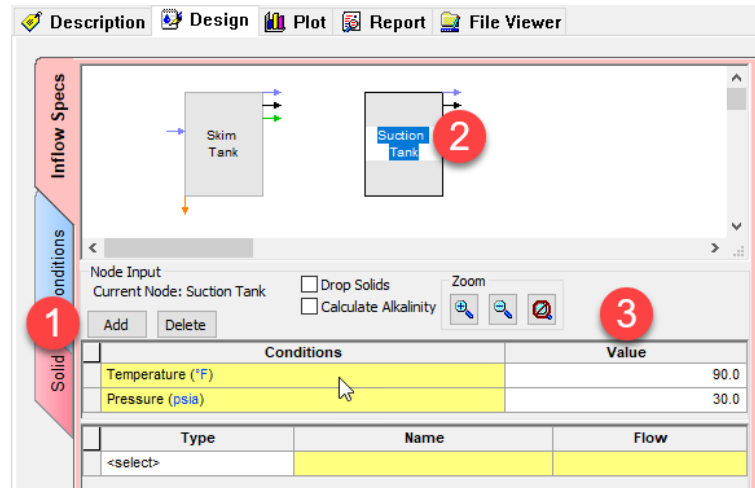 Description Design Plot Report File Viewer
Inflow Specs
Skim
Tank
Suction
Tank
2
onditions
Node Input
Current Node: Suction Tank
Drop Solids
Calculate Alkalinity
Zoom
1
Add Delete
3
Solid
Conditions Value
Temperature (°F) 90.0
Pressure (psia) 30.0
Type Name Flow
<select>